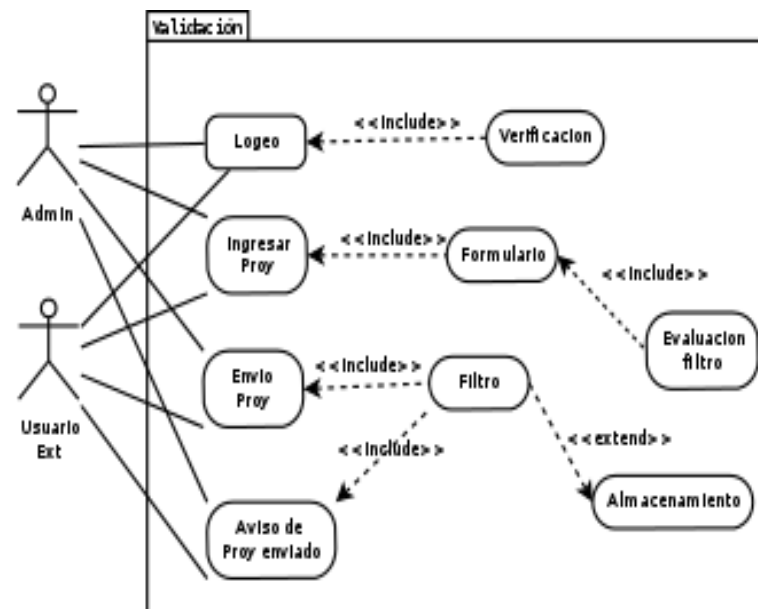 Validación
Logeo
<<Include>>
Verificacion
Admin
Ingresar
Proy
<<Include>>
Formulario
<<Include>>
Evaluacion
filtro
Usuario
Ext
Envio
Proy
<<Include>>
Filtro
<<Include>>
<<extend>>
Almacenamiento
Aviso de
Proy enviado